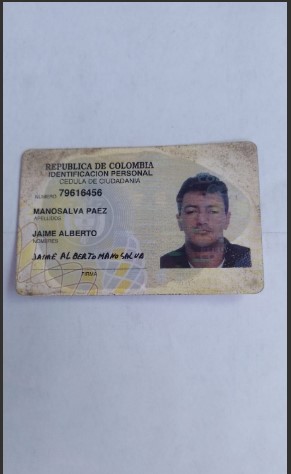 REPUBLICA DE COLOMBIA
IDENTIFICACION PERSONAL
CEDULA DE CIUDADANIA
NUMERO 79616456
MANOSALVA PAEZ
APELLIDOS
JAIME ALBERTO
NOMBRES
JAIME ALBERTO MANOSALVA
FIRMA